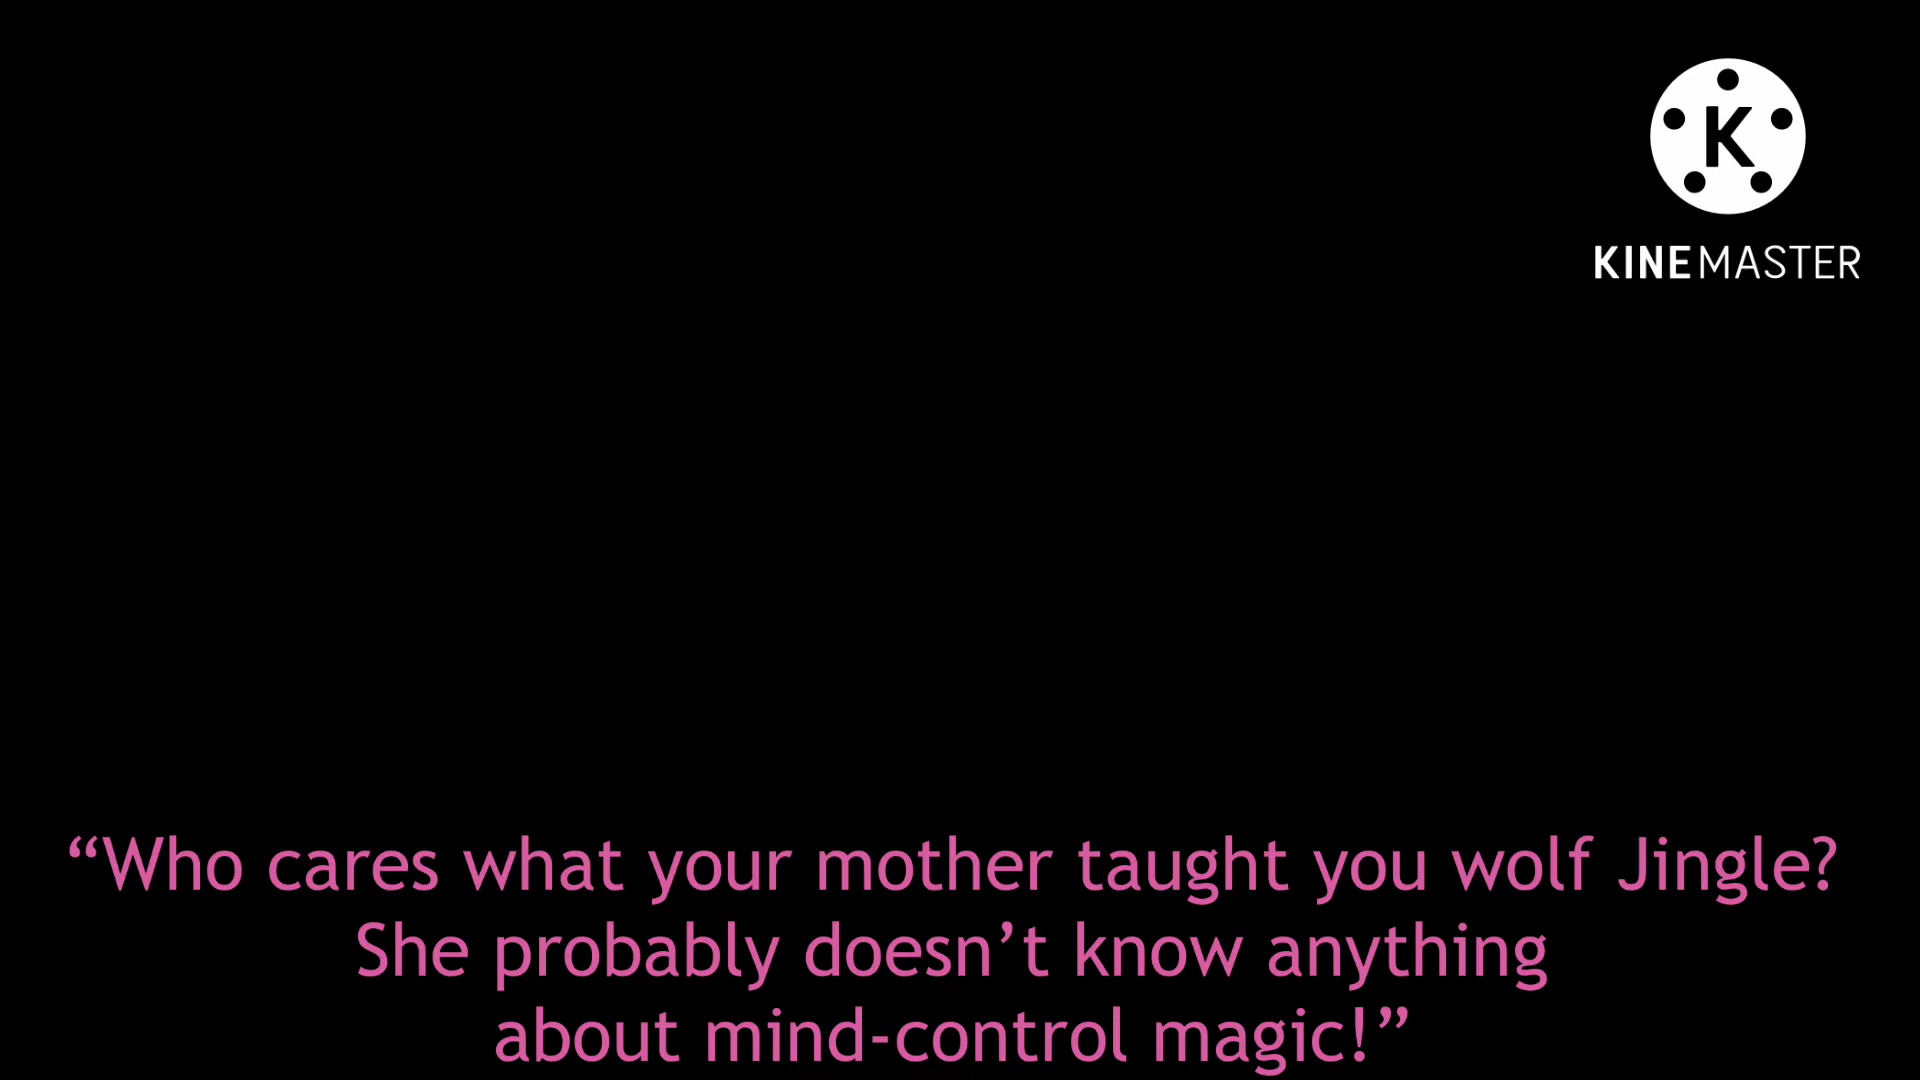 K
KINEMASTER
“Who cares what your mother taught you wolf Jingle?
She probably doesn’t know anything
about mind-control magic!”